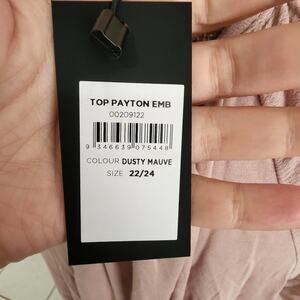 TOP PAYTON EMB
00209122
9 346639 075448
COLOUR DUSTY MAUVE
SIZE 22/24